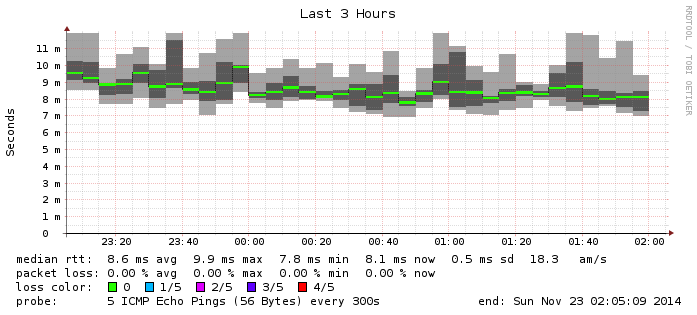 Last 3 Hours
RRDTOOL / TOBI OETIKER
Seconds
11 m
10 m
9 m
8 m
7 m
6 m
5 m
4 m
3 m
2 m
1 m
0
23:20 23:40 00:00 00:20 00:40 01:00 01:20 01:40 02:00
median rtt: 8.6 ms avg 9.9 ms max 7.8 ms min 8.1 ms now 0.5 ms sd 18.3 am/s
packet loss: 0.00 % avg 0.00 % max 0.00 % min 0.00 % now
loss color: 0 1/5 2/5 3/5 4/5
probe: 5 ICMP Echo Pings (56 Bytes) every 300s end: Sun Nov 23 02:05:09 2014